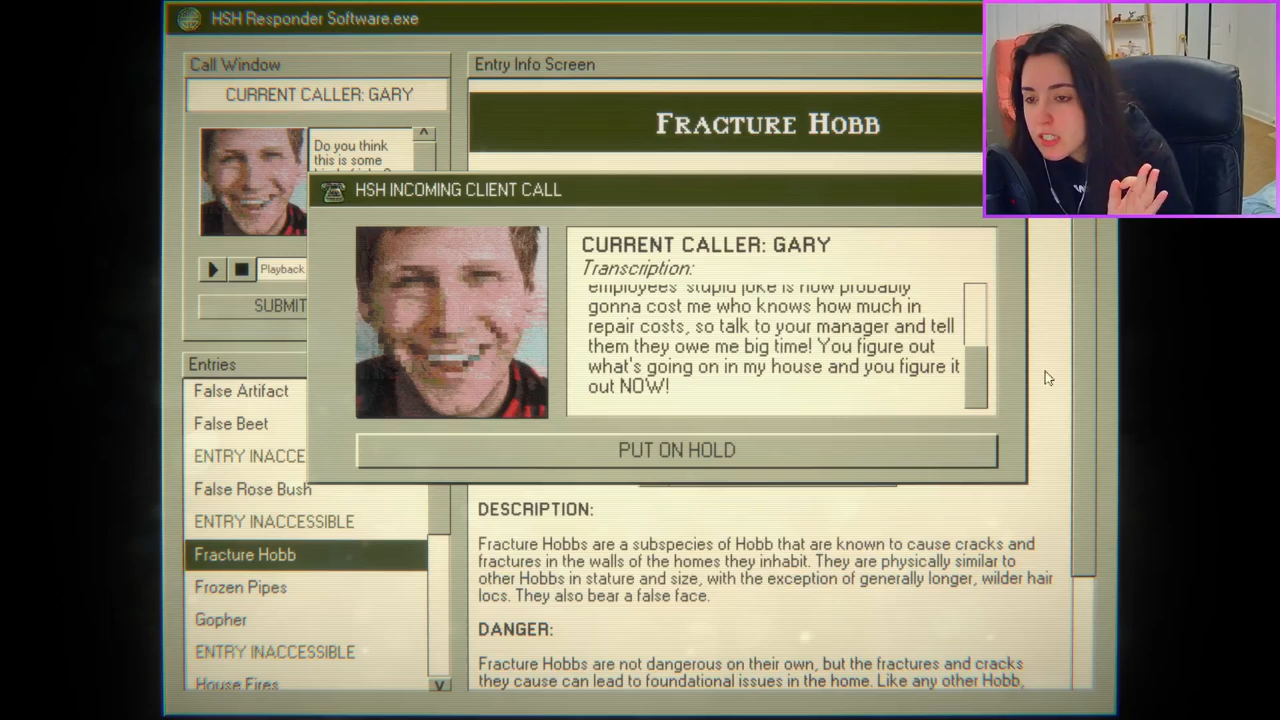 HSH Responder Software.exe
Call Window
CURRENT CALLER: GARY
Do you think
this is some
Playback
SUBMIT
Entries
False Artifact
False Beet
ENTRY INACCE
False Rose Bush
ENTRY INACCESSIBLE
Fracture Hobb
Frozen Pipes
Gopher
ENTRY INACCESSIBLE
House Fires
Entry Info Screen
FRACTURE HOBB
HSH INCOMING CLIENT CALL
CURRENT CALLER: GARY
Transcription:
employees' stupid joke is now probably
gonna cost me who knows how much in
repair costs, so talk to your manager and tell
them they owe me big time! You figure out
what's going on in my house and you figure it
out NOW!
PUT ON HOLD
DESCRIPTION:
Fracture Hobbs are a subspecies of Hobb that are known to cause cracks and
fractures in the walls of the homes they inhabit. They are physically similar to
other Hobbs in stature and size, with the exception of generally longer, wilder hair
locs. They also bear a false face.
DANGER:
Fracture Hobbs are not dangerous on their own, but the fractures and cracks
they cause can lead to foundational issues in the home. Like any other Hobb,